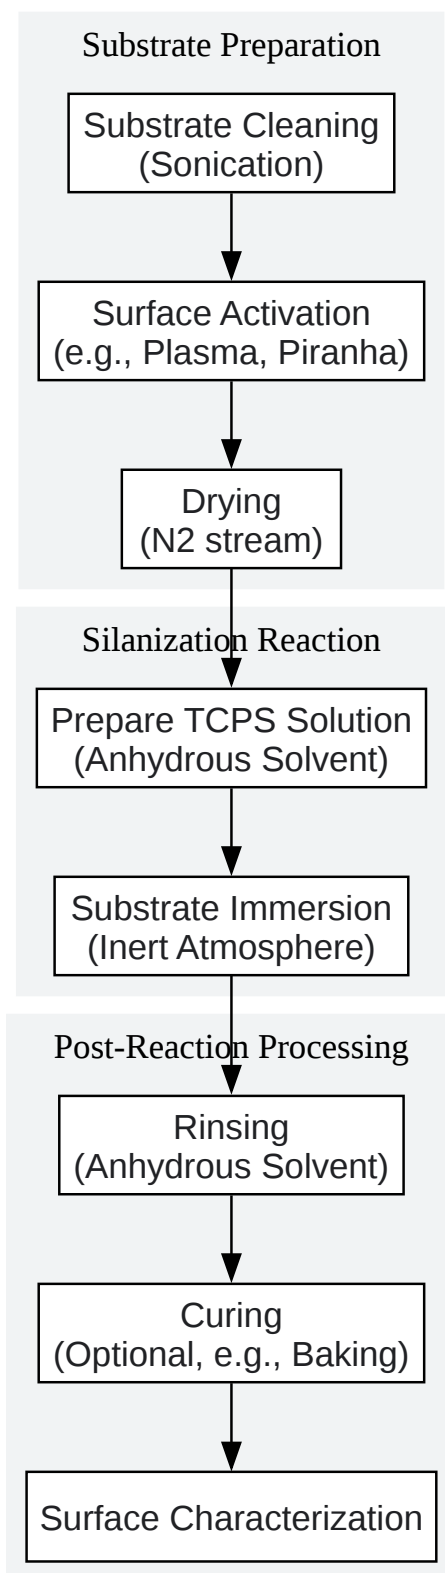 Substrate Preparation
Substrate Cleaning
(Sonication)
Surface Activation
(e.g., Plasma, Piranha)
Drying
(N2 stream)
Silanization Reaction
Prepare TCPS Solution
(Anhydrous Solvent)
Substrate Immersion
(Inert Atmosphere)
Post-Reaction Processing
Rinsing
(Anhydrous Solvent)
Curing
(Optional, e.g., Baking)
Surface Characterization